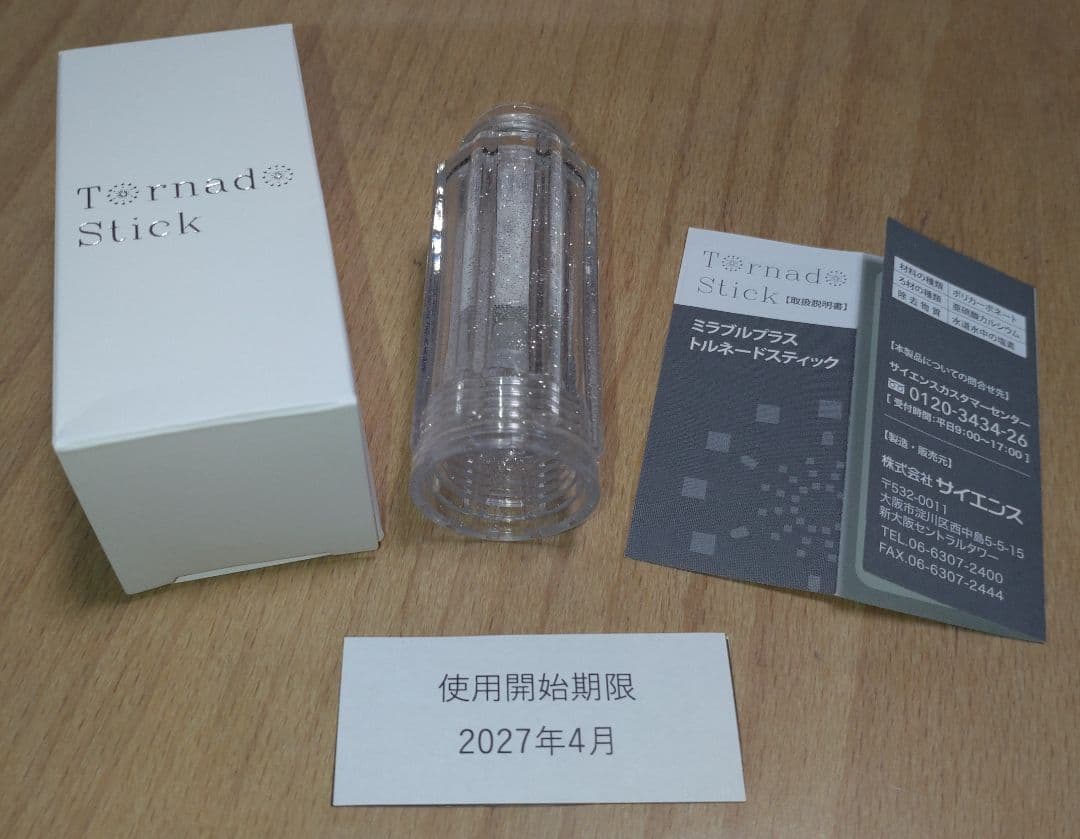 Tornado
Stick
Tornado
Stick【取扱説明書】
ミラブルプラス
トルネードスティック
材料の種類 ポリカーボネート
ろ材の種類 亜硫酸カルシウム
除去物質 水道水中の塩素
【本製品についての問合せ先】
サイエンスカスタマーセンター
0120-3434-26
[受付時間:平日9:00~17:00]
【製造・販売元】
株式会社サイエンス
〒532-0011
大阪市淀川区西中島5-5-15
新大阪セントラルタワー
TEL.06-6307-2400
FAX.06-6307-2444
使用開始期限
2027年4月